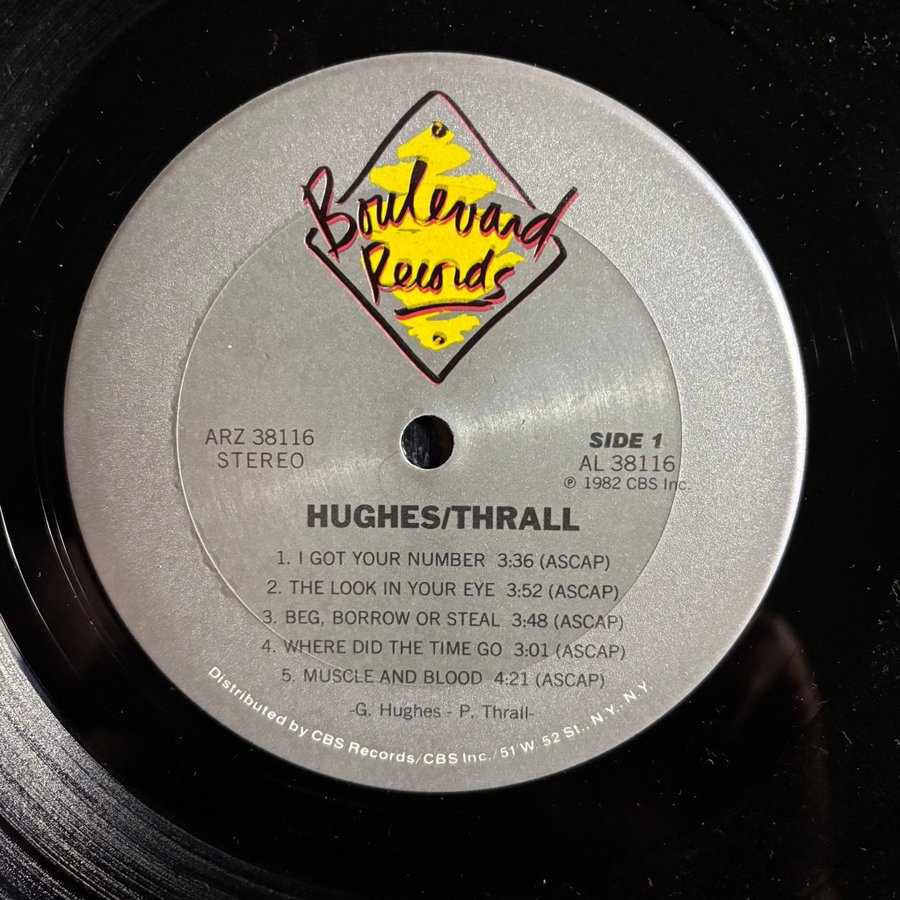 Boulevard
Records
ARZ 38116
STEREO
SIDE 1
AL 38116
℗ 1982 CBS Inc.
HUGHES/THRALL
1. I GOT YOUR NUMBER 3:36 (ASCAP)
2. THE LOOK IN YOUR EYE 3:52 (ASCAP)
3. BEG, BORROW OR STEAL 3:48 (ASCAP)
4. WHERE DID THE TIME GO 3:01 (ASCAP)
5. MUSCLE AND BLOOD 4:21 (ASCAP)
-G. Hughes - P. Thrall-
Distributed by CBS Records/CBS Inc./51 W. 52 St., N.Y., N.Y.